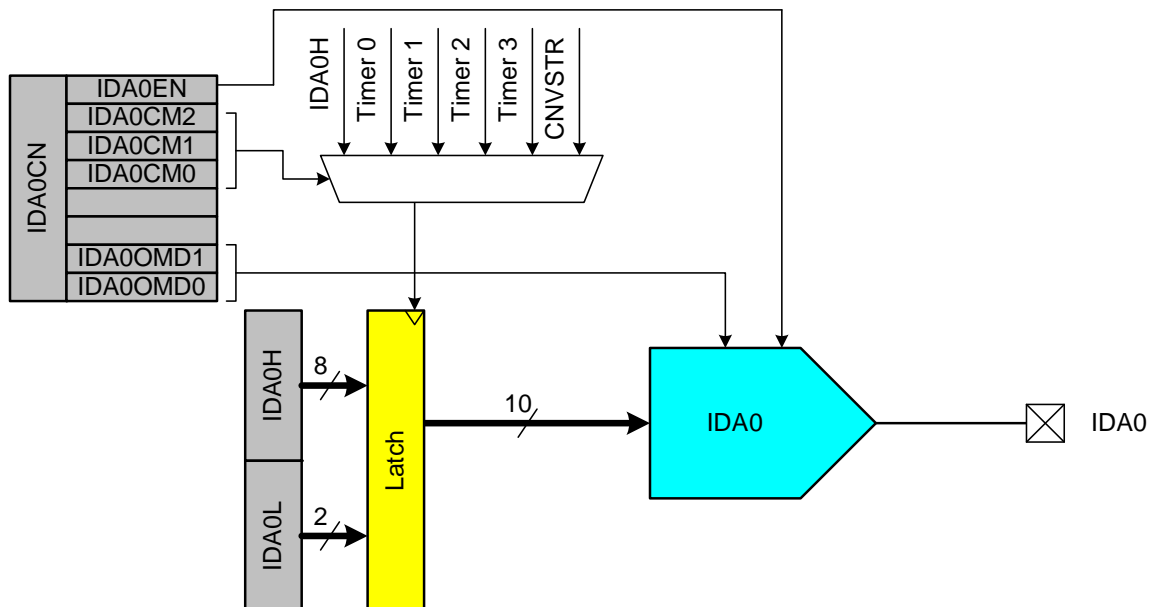 IDA0CN
IDA0EN
IDA0CM2
IDA0CM1
IDA0CM0
IDA0OMD1
IDA0OMD0
IDA0H
Timer 0
Timer 1
Timer 2
Timer 3
CNVSTR
IDA0H
8
IDA0L
2
Latch
10
IDA0
IDA0